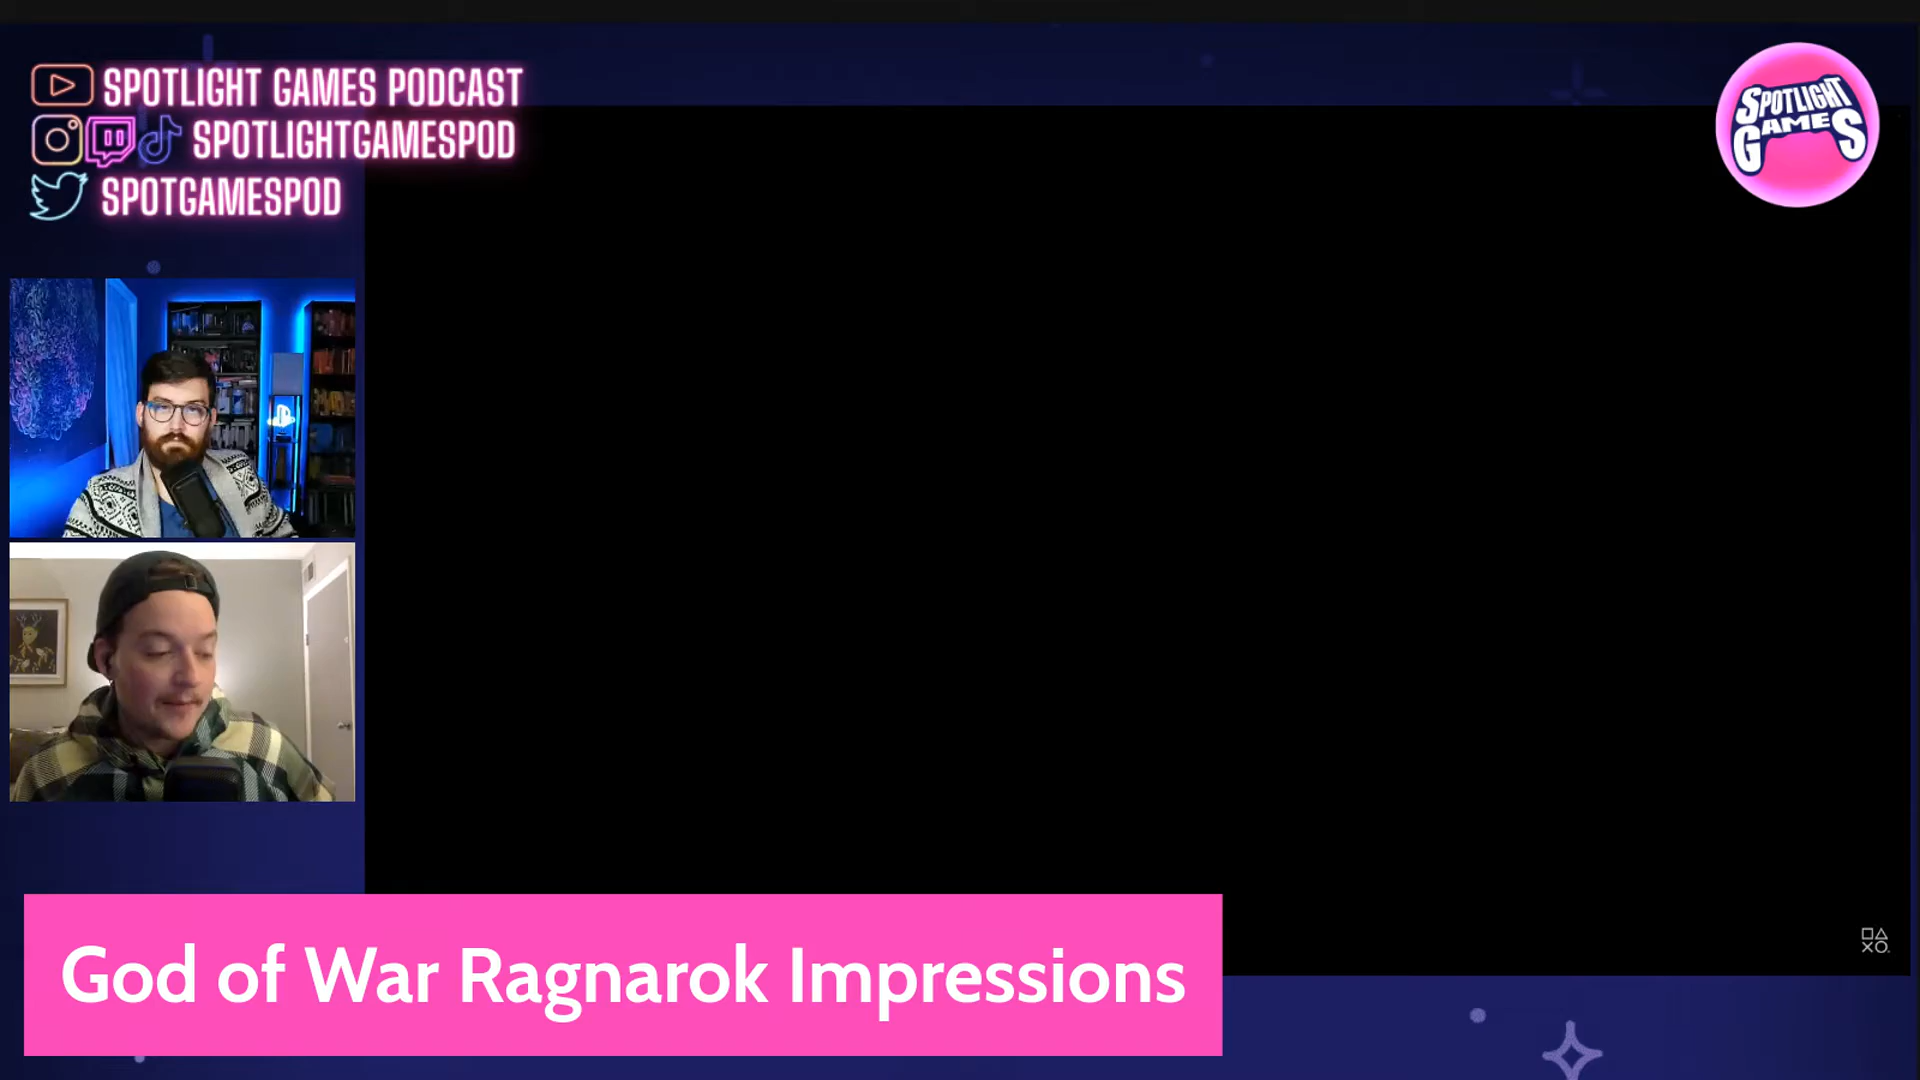 SPOTLIGHT GAMES PODCAST
SPOTLIGHTGAMESPOD
SPOTGAMESPOD
SPOTLIGHT
GAMES
God of War Ragnarok Impressions